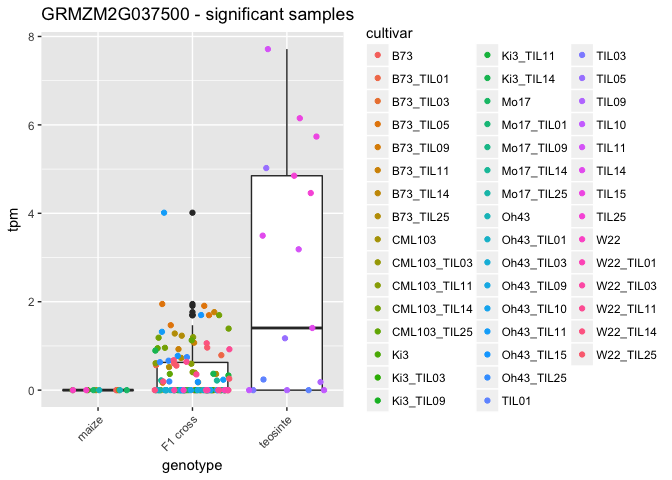 GRMZM2G037500 - significant samples
tpm
8
6
4
2
0
maize
F1 cross
teosinte
genotype
cultivar
B73
B73_TIL01
B73_TIL03
B73_TIL05
B73_TIL09
B73_TIL11
B73_TIL14
B73_TIL25
CML103
CML103_TIL03
CML103_TIL11
CML103_TIL14
CML103_TIL25
Ki3
Ki3_TIL03
Ki3_TIL09
Ki3_TIL11
Ki3_TIL14
Mo17
Mo17_TIL01
Mo17_TIL09
Mo17_TIL14
Mo17_TIL25
Oh43
Oh43_TIL01
Oh43_TIL03
Oh43_TIL09
Oh43_TIL10
Oh43_TIL11
Oh43_TIL15
Oh43_TIL25
TIL01
TIL03
TIL05
TIL09
TIL10
TIL11
TIL14
TIL15
TIL25
W22
W22_TIL01
W22_TIL03
W22_TIL11
W22_TIL14
W22_TIL25